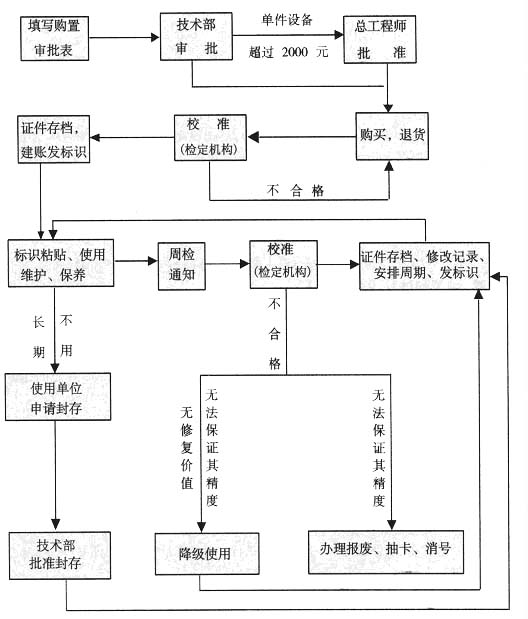 填写购置
审批表
技术部
审 批
单件设备
超过 2000 元
总工程师
批 准
证件存档，
建账发标识
校 准
(检定机构)
购买，退货
不 合 格
标识粘贴、使用
维护、保养
周检
通知
校准
(检定机构)
证件存档、修改记录、
安排周期、发标识
长期
不用
不合格
使用单位
申请封存
无修复价值
无法保证其精度
无法保证其精度
技术部
批准封存
降级使用
办理报废、抽卡、消号